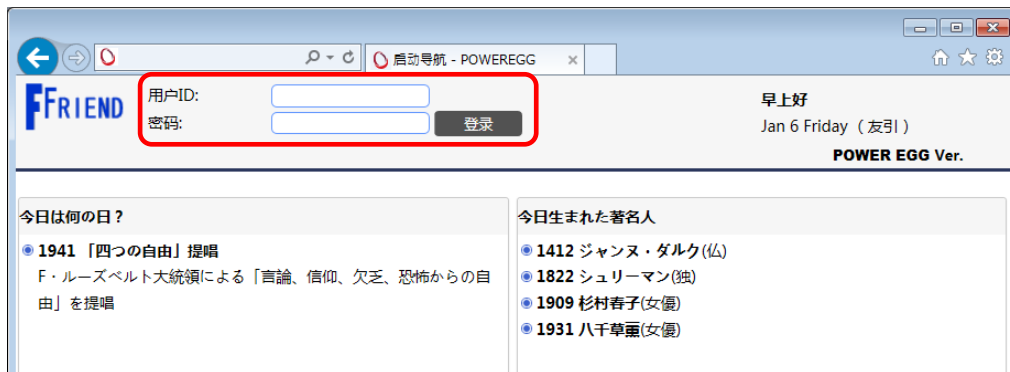 启动导航 - POWEREGG
FRIEND
用户ID:
密码:
登录
早上好
Jan 6 Friday （友引）
POWER EGG Ver.
今日は何の日？
1941 「四つの自由」提唱
F・ルーズベルト大統領による「言論、信仰、欠乏、恐怖からの自
由」を提唱
今日生まれた著名人
1412 ジャンヌ・ダルク(仏)
1822 シュリーマン(独)
1909 杉村春子(女優)
1931 八千草薫(女優)